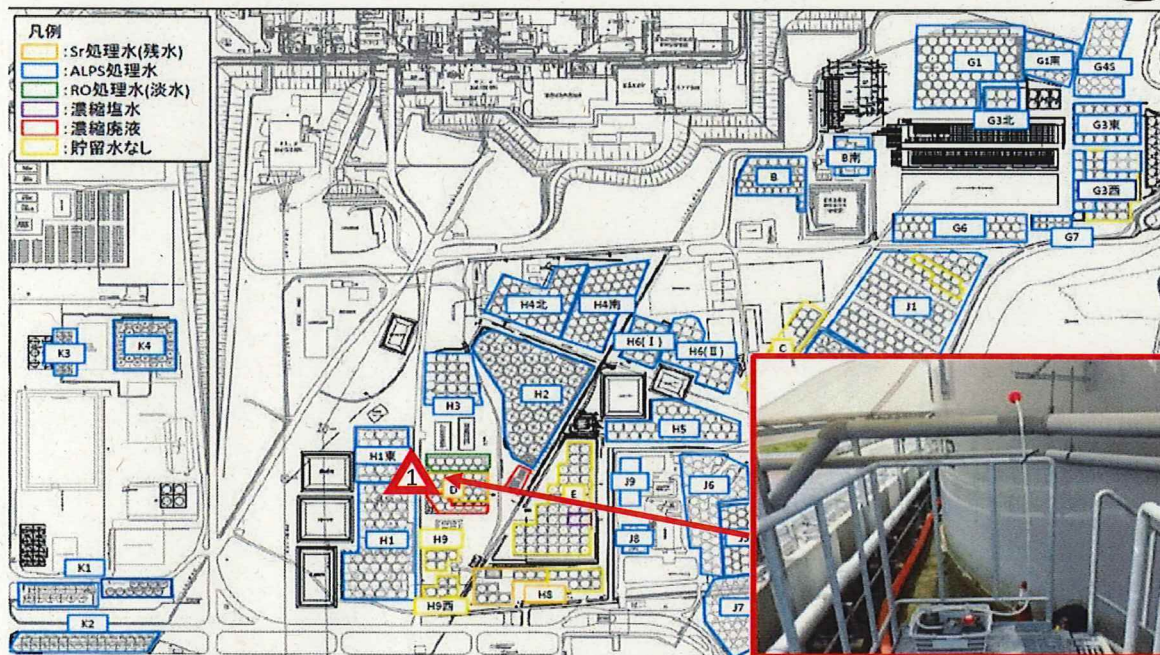 凡例
:Sr処理水(残水)
:ALPS処理水
:RO処理水(淡水)
:濃縮塩水
:濃縮廃液
:貯留水なし
G1
G1南
G4S
G3北
G3東
B
B南
G3西
G6
G7
H4北
H4南
J1
K3
K4
H6(Ⅰ)
H6(Ⅱ)
C
H3
H2
H5
H1東
1
D
E
J9
J6
H1
H9
J8
K1
H9西
H8
J7
K2